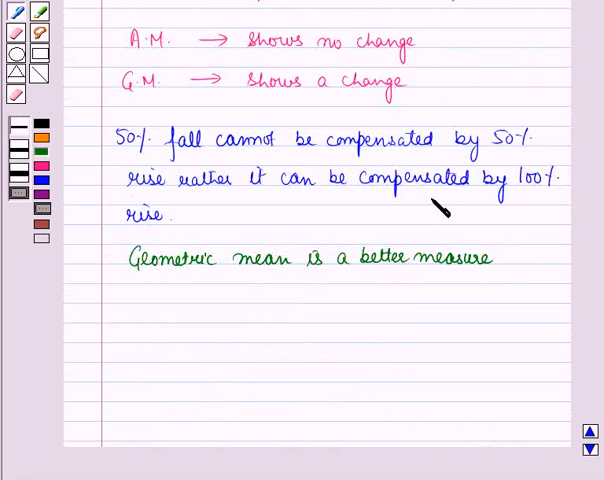 A.M. → Shows no change
G.M. → Shows a change
50% fall cannot be compensated by 50%
rise rather it can be compensated by 100%
rise.
Geometric mean is a better measure